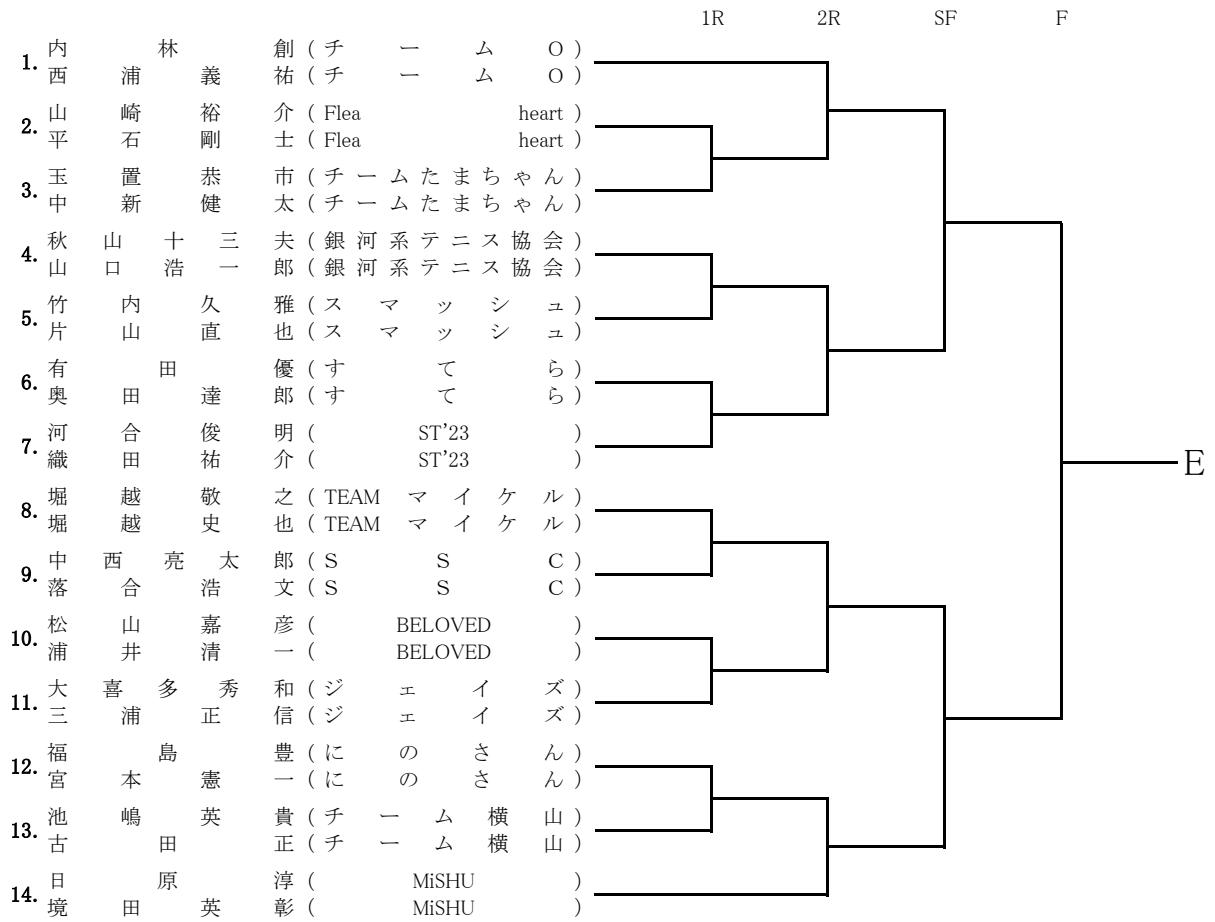 1R 2R SF F
1. 内林創(チームO)
西浦義祐(チームO)
2. 山崎裕介(Flea heart)
平石剛士(Flea heart)
3. 玉置恭市(チームたまちゃん)
中新健太(チームたまちゃん)
4. 秋山十三夫(銀河系テニス協会)
山口浩一郎(銀河系テニス協会)
5. 竹内久雅(スマッシュ)
片山直也(スマッシュ)
6. 有田優(すてら)
奥田達郎(すてら)
7. 河合俊明(ST'23)
織田祐介(ST'23)
E
8. 堀越敬之(TEAMマイケル)
堀越史也(TEAMマイケル)
9. 中西亮太郎(SSC)
落合浩文(SSC)
10. 松山嘉彦(BELOVED)
浦井清一(BELOVED)
11. 大喜多秀和(ジェイズ)
三浦正信(ジェイズ)
12. 福島豊(にのさん)
宮本憲一(にのさん)
13. 池嶋英貴(チーム横山)
古田正(チーム横山)
14. 日原淳(MiSHU)
境田英彰(MiSHU)